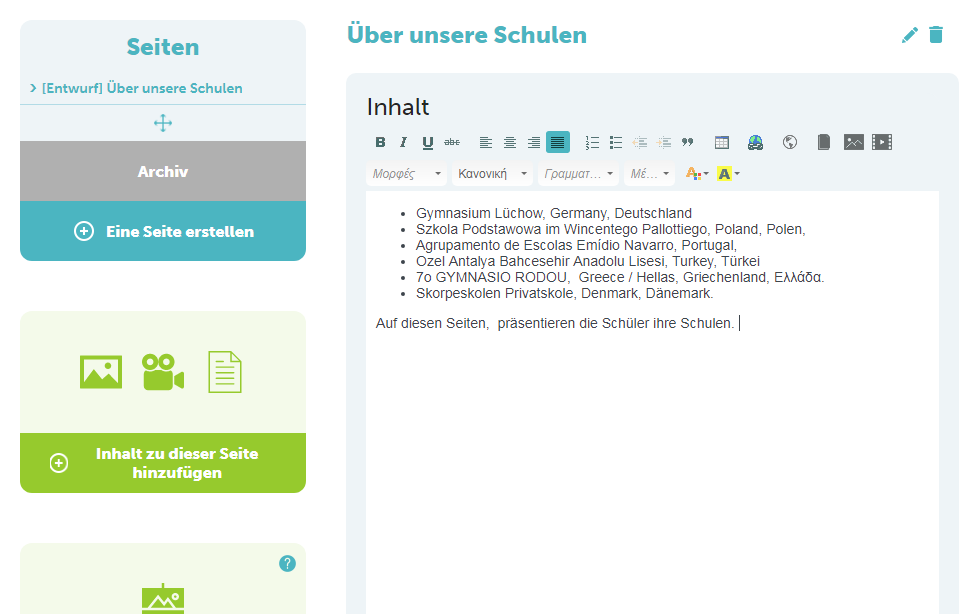 Seiten
[Entwurf] Über unsere Schulen
Archiv
Eine Seite erstellen
Inhalt zu dieser Seite
hinzufügen
?
Über unsere Schulen
Inhalt
B I U abc
Μορφές Κανονική Γραμματ... Μέ... A A
Gymnasium Lüchow, Germany, Deutschland
Szkola Podstawowa im Wincentego Pallottiego, Poland, Polen,
Agrupamento de Escolas Emídio Navarro, Portugal,
Ozel Antalya Bahcesehir Anadolu Lisesi, Turkey, Türkei
7o GYMNASIO RODOU,  Greece / Hellas, Griechenland, Ελλάδα.
Skorpeskolen Privatskole, Denmark, Dänemark.
Auf diesen Seiten,  präsentieren die Schüler ihre Schulen.